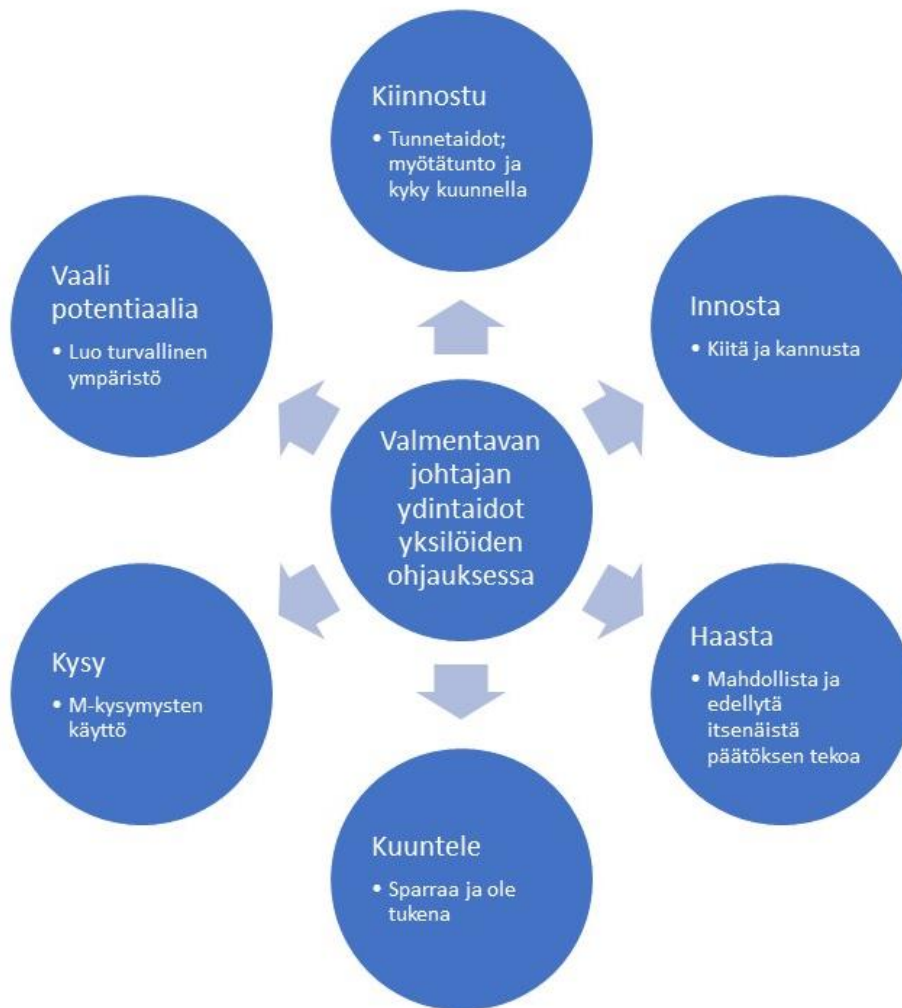 Kiinnostu
• Tunnetaidot;
myötätunto ja
kyky kuunnella
Innosta
• Kiitä ja kannusta
Haasta
• Mahdollista ja
edellytä
itsenäistä
päätöksen tekoa
Kuuntele
• Sparraa ja ole
tukena
Kysy
• M-kysymysten
käyttö
Vaali
potentiaalia
• Luo turvallinen
ympäristö
Valmentavan
johtajan
ydintaidot
yksilöiden
ohjauksessa